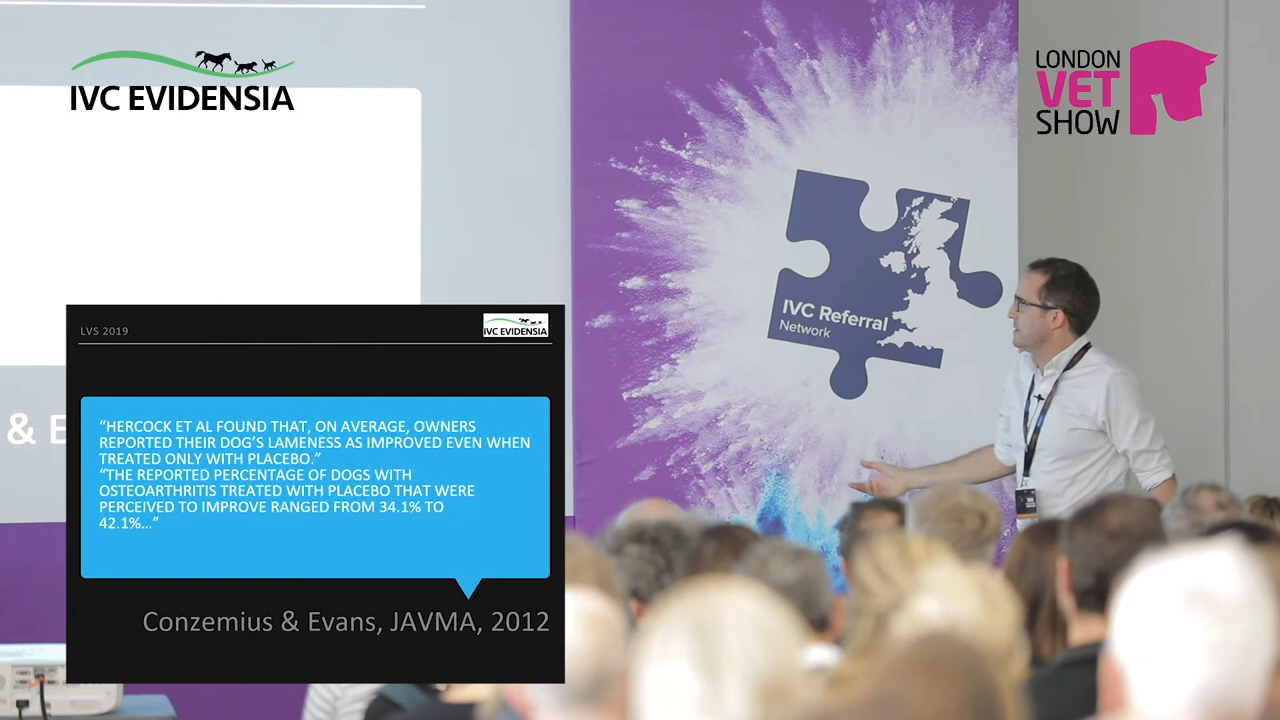 IVC EVIDENSIA
LONDON
VET
SHOW
IVC Referral
Network
& E
LVS 2019
IVC EVIDENSIA
“HERCOCK ET AL FOUND THAT, ON AVERAGE, OWNERS
REPORTED THEIR DOG’S LAMENESS AS IMPROVED EVEN WHEN
TREATED ONLY WITH PLACEBO.”
“THE REPORTED PERCENTAGE OF DOGS WITH
OSTEOARTHRITIS TREATED WITH PLACEBO THAT WERE
PERCEIVED TO IMPROVE RANGED FROM 34.1% TO
42.1%…”
Conzemius & Evans, JAVMA, 2012